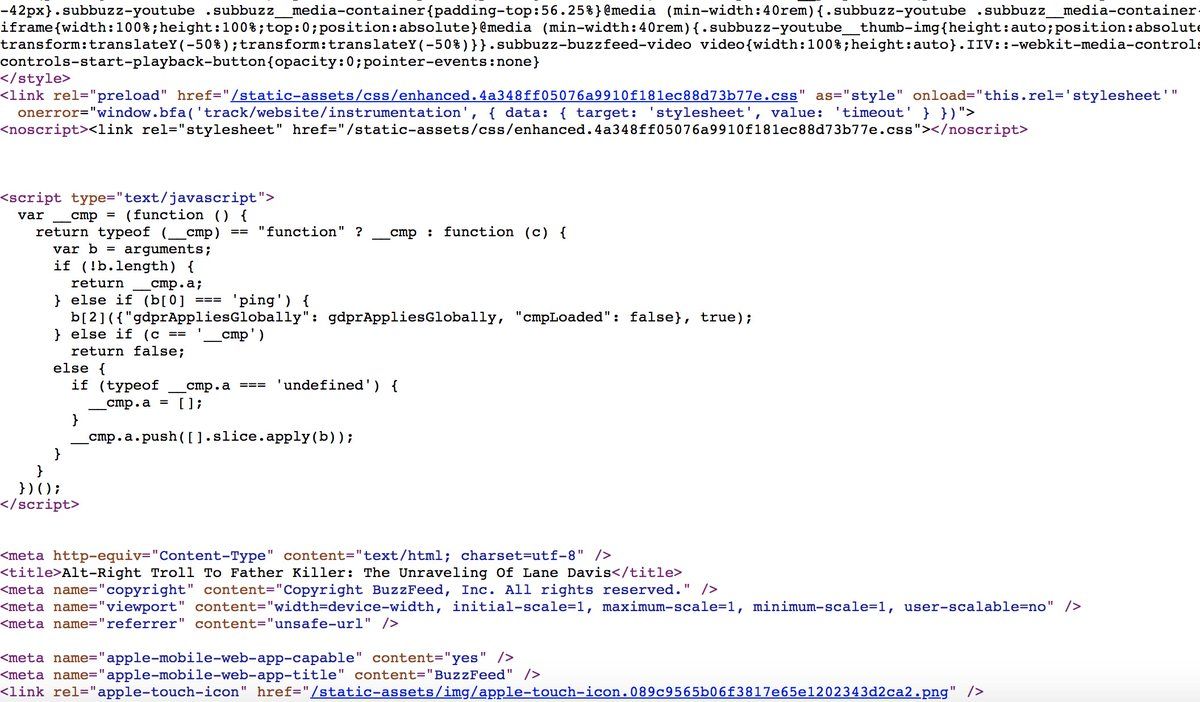 -42px}.subbuzz-youtube .subbuzz__media-container{padding-top:56.25%}@media (min-width:40rem){.subbuzz-youtube .subbuzz__media-container
iframe{width:100%;height:100%;top:0;position:absolute}@media (min-width:40rem){.subbuzz-youtube__thumb-img{height:auto;position:absolute
transform:translateY(-50%);transform:translateY(-50%)}}.subbuzz-buzzfeed-video video{width:100%;height:auto}.IIV::-webkit-media-controls
controls-start-playback-button{opacity:0;pointer-events:none}
</style>
<link rel="preload" href="/static-assets/css/enhanced.4a348ff05076a9910f181ec88d73b77e.css" as="style" onload="this.rel='stylesheet'"
onerror="window.bfa('track/website/instrumentation', { data: { target: 'stylesheet', value: 'timeout' } })">
<noscript><link rel="stylesheet" href="/static-assets/css/enhanced.4a348ff05076a9910f181ec88d73b77e.css"></noscript>
<script type="text/javascript">
var __cmp = (function () {
return typeof (__cmp) == "function" ? __cmp : function (c) {
var b = arguments;
if (!b.length) {
return __cmp.a;
} else if (b[0] === 'ping') {
b[2]({"gdprAppliesGlobally": gdprAppliesGlobally, "cmpLoaded": false}, true);
} else if (c == '__cmp')
return false;
else {
if (typeof __cmp.a === 'undefined') {
__cmp.a = [];
}
__cmp.a.push([].slice.apply(b));
}
}
})();
</script>
<meta http-equiv="Content-Type" content="text/html; charset=utf-8" />
<title>Alt-Right Troll To Father Killer: The Unraveling Of Lane Davis</title>
<meta name="copyright" content="Copyright BuzzFeed, Inc. All rights reserved." />
<meta name="viewport" content="width=device-width, initial-scale=1, maximum-scale=1, minimum-scale=1, user-scalable=no" />
<meta name="referrer" content="unsafe-url" />
<meta name="apple-mobile-web-app-capable" content="yes" />
<meta name="apple-mobile-web-app-title" content="BuzzFeed" />
<link rel="apple-touch-icon" href="/static-assets/img/apple-touch-icon.089c9565b06f3817e65e1202343d2ca2.png" />